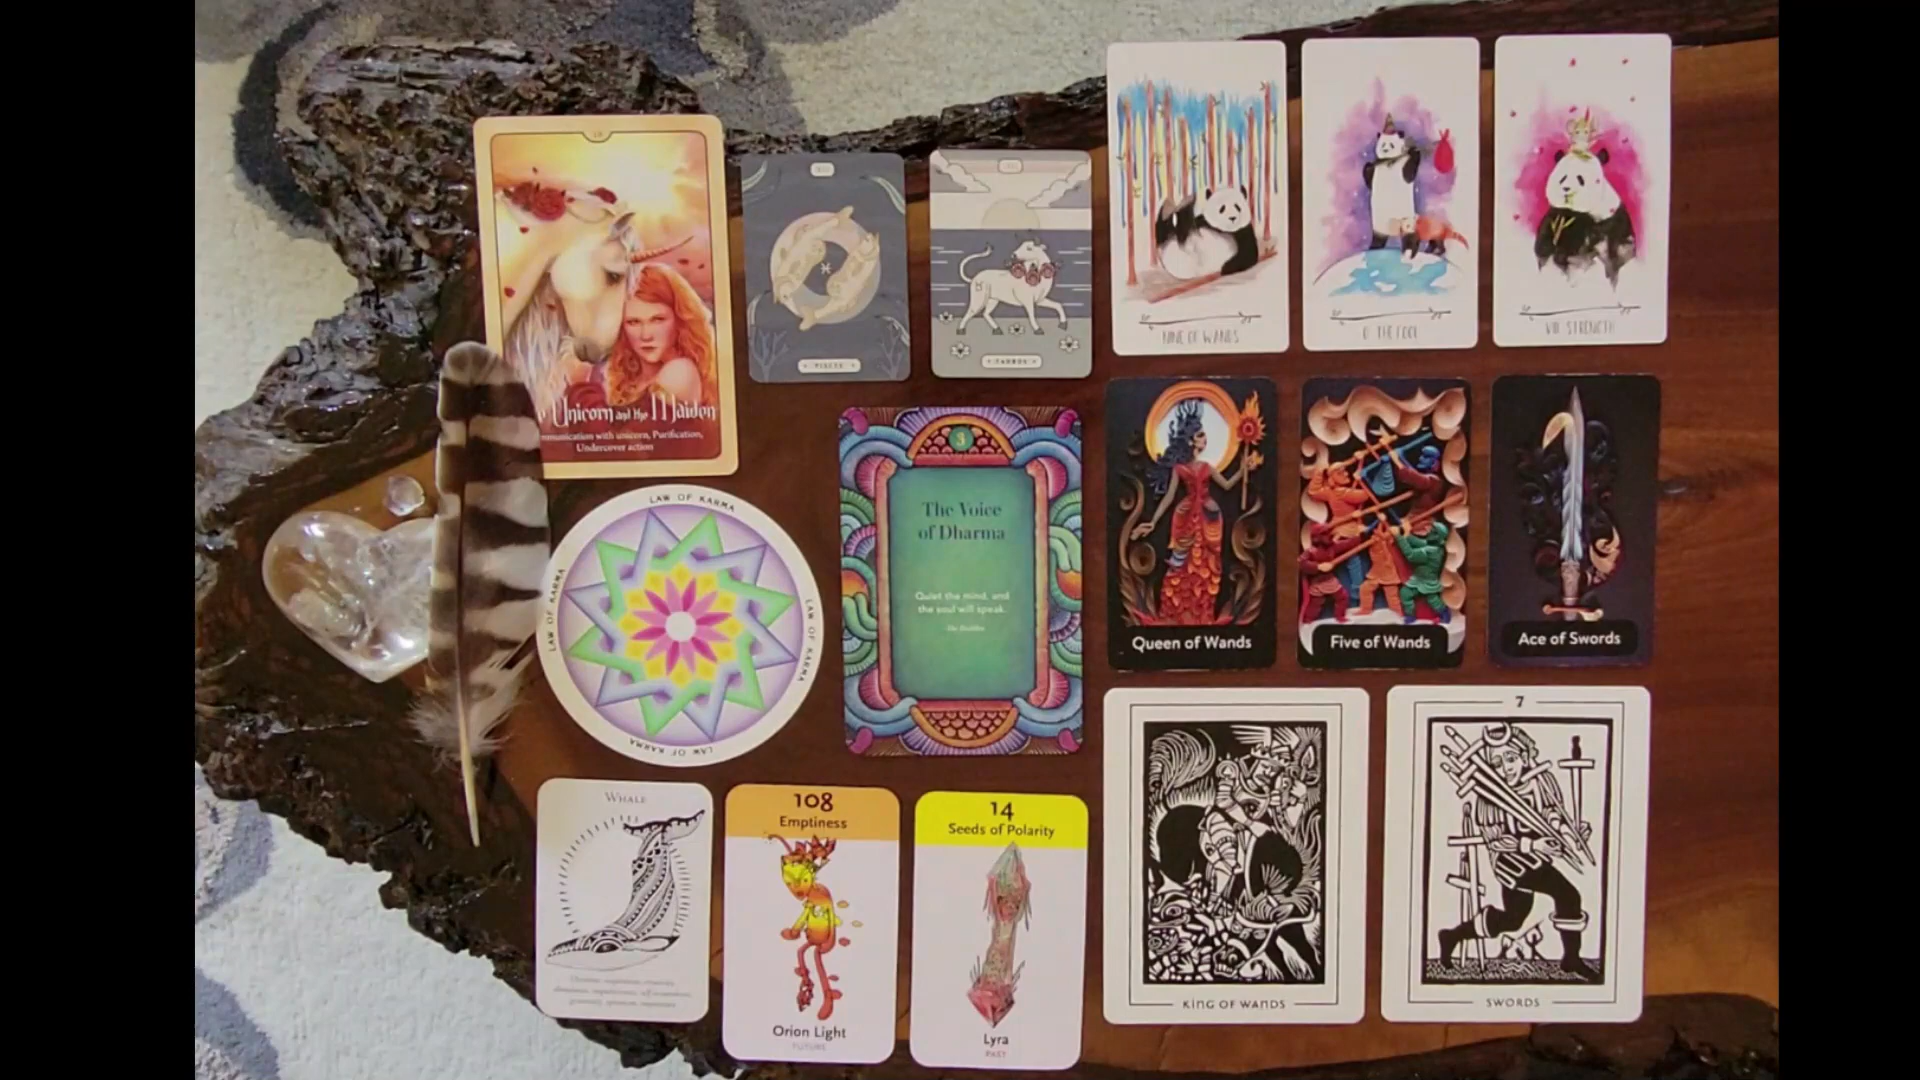 Unicorn and the Maiden
Communication with unicorn, Purification,
Undercover action
PISCES
TAURUS
NINE OF WANDS
0. THE FOOL
VIII. STRENGTH
LAW OF KARMA
LAW OF KARMA
LAW OF KARMA
LAW OF KARMA
LAW OF KARMA
3
The Voice
of Dharma
Quiet the mind, and
the soul will speak.
-The Buddha
Queen of Wands
Five of Wands
Ace of Swords
WHALE
108
Emptiness
Orion Light
FUTURE
14
Seeds of Polarity
Lyra
PAST
KING OF WANDS
7
SWORDS